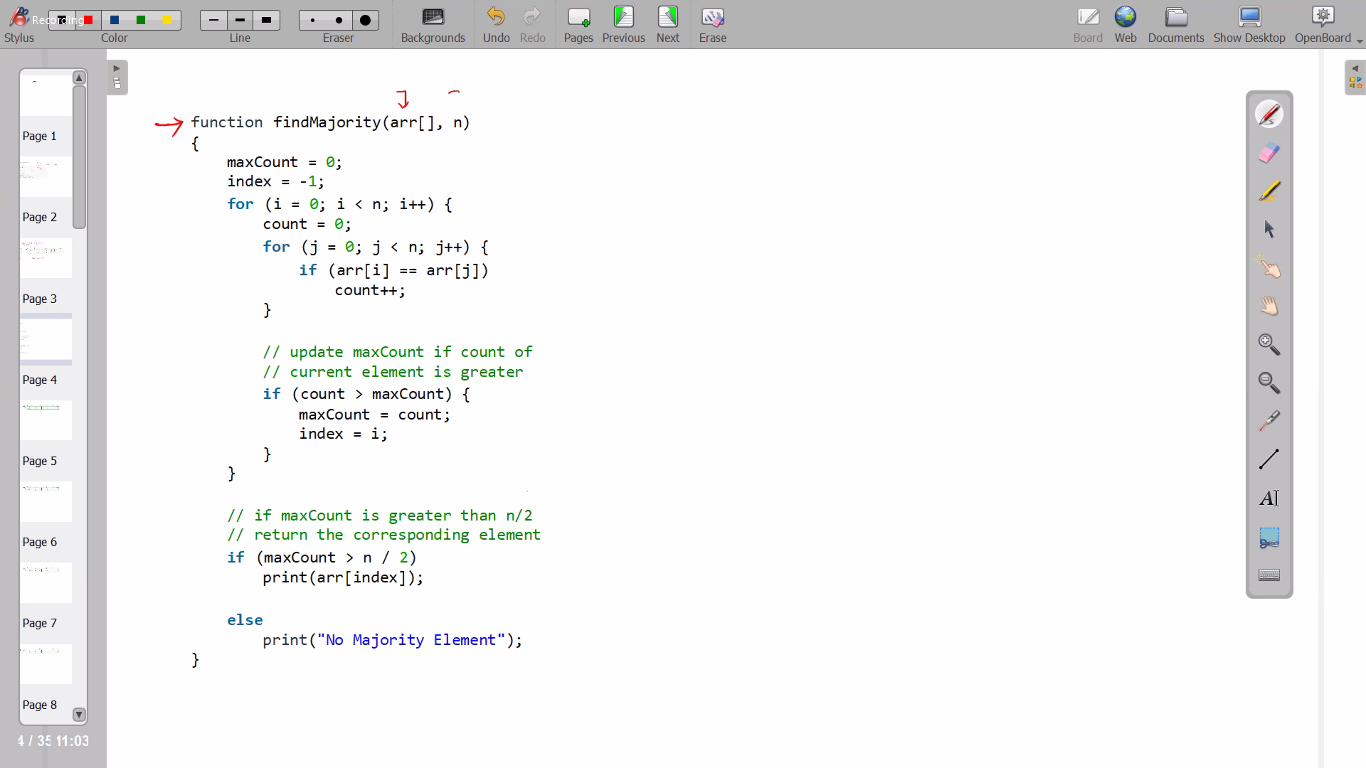 Recording
Stylus Color Line Eraser Backgrounds Undo Redo Pages Previous Next Erase Board Web Documents Show Desktop OpenBoard
Page 1
Page 2
Page 3
Page 4
Page 5
Page 6
Page 7
Page 8
4 / 35 11:03
function findMajority(arr[], n)
{
maxCount = 0;
index = -1;
for (i = 0; i < n; i++) {
count = 0;
for (j = 0; j < n; j++) {
if (arr[i] == arr[j])
count++;
}
// update maxCount if count of
// current element is greater
if (count > maxCount) {
maxCount = count;
index = i;
}
}
// if maxCount is greater than n/2
// return the corresponding element
if (maxCount > n / 2)
print(arr[index]);
else
print("No Majority Element");
}
A